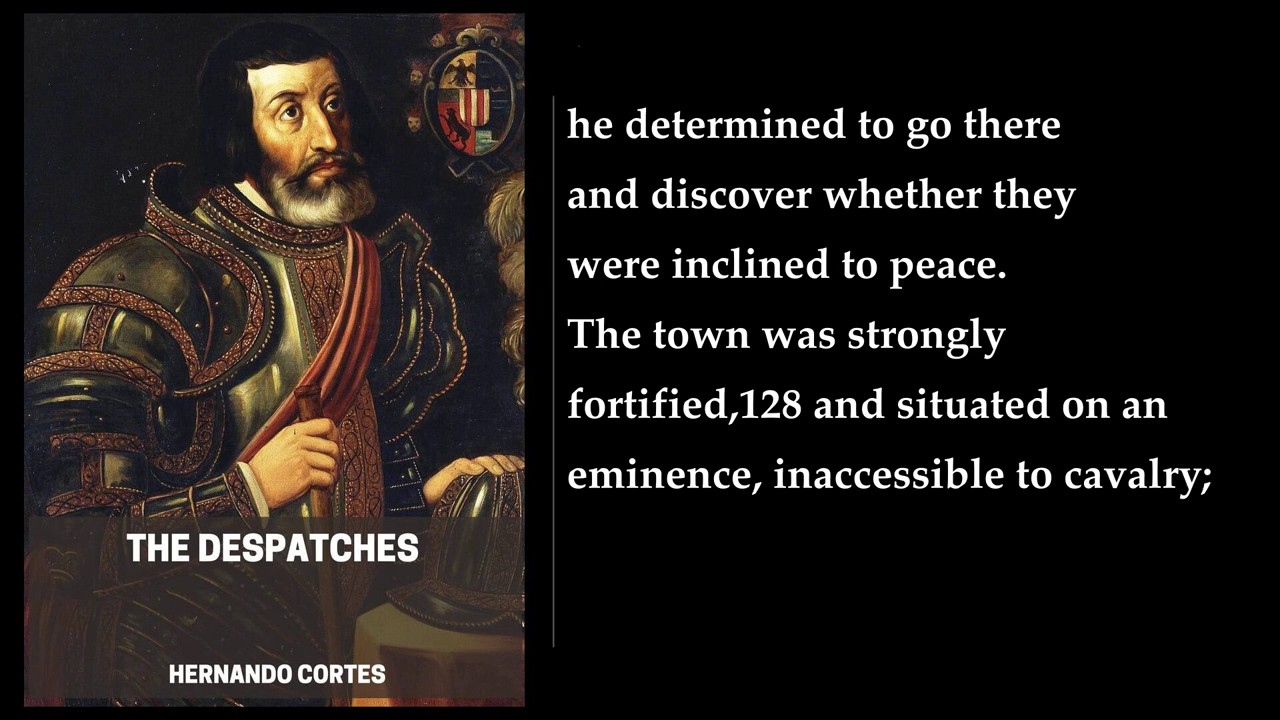 THE DESPATCHES
HERNANDO CORTES
he determined to go there
and discover whether they
were inclined to peace.
The town was strongly
fortified,128 and situated on an
eminence, inaccessible to cavalry;